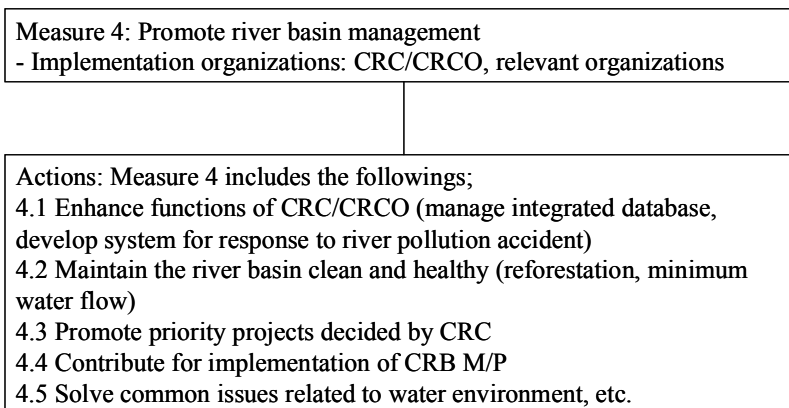 Measure 4: Promote river basin management
- Implementation organizations: CRC/CRCO, relevant organizations
Actions: Measure 4 includes the followings;
4.1 Enhance functions of CRC/CRCO (manage integrated database,
develop system for response to river pollution accident)
4.2 Maintain the river basin clean and healthy (reforestation, minimum
water flow)
4.3 Promote priority projects decided by CRC
4.4 Contribute for implementation of CRB M/P
4.5 Solve common issues related to water environment, etc.